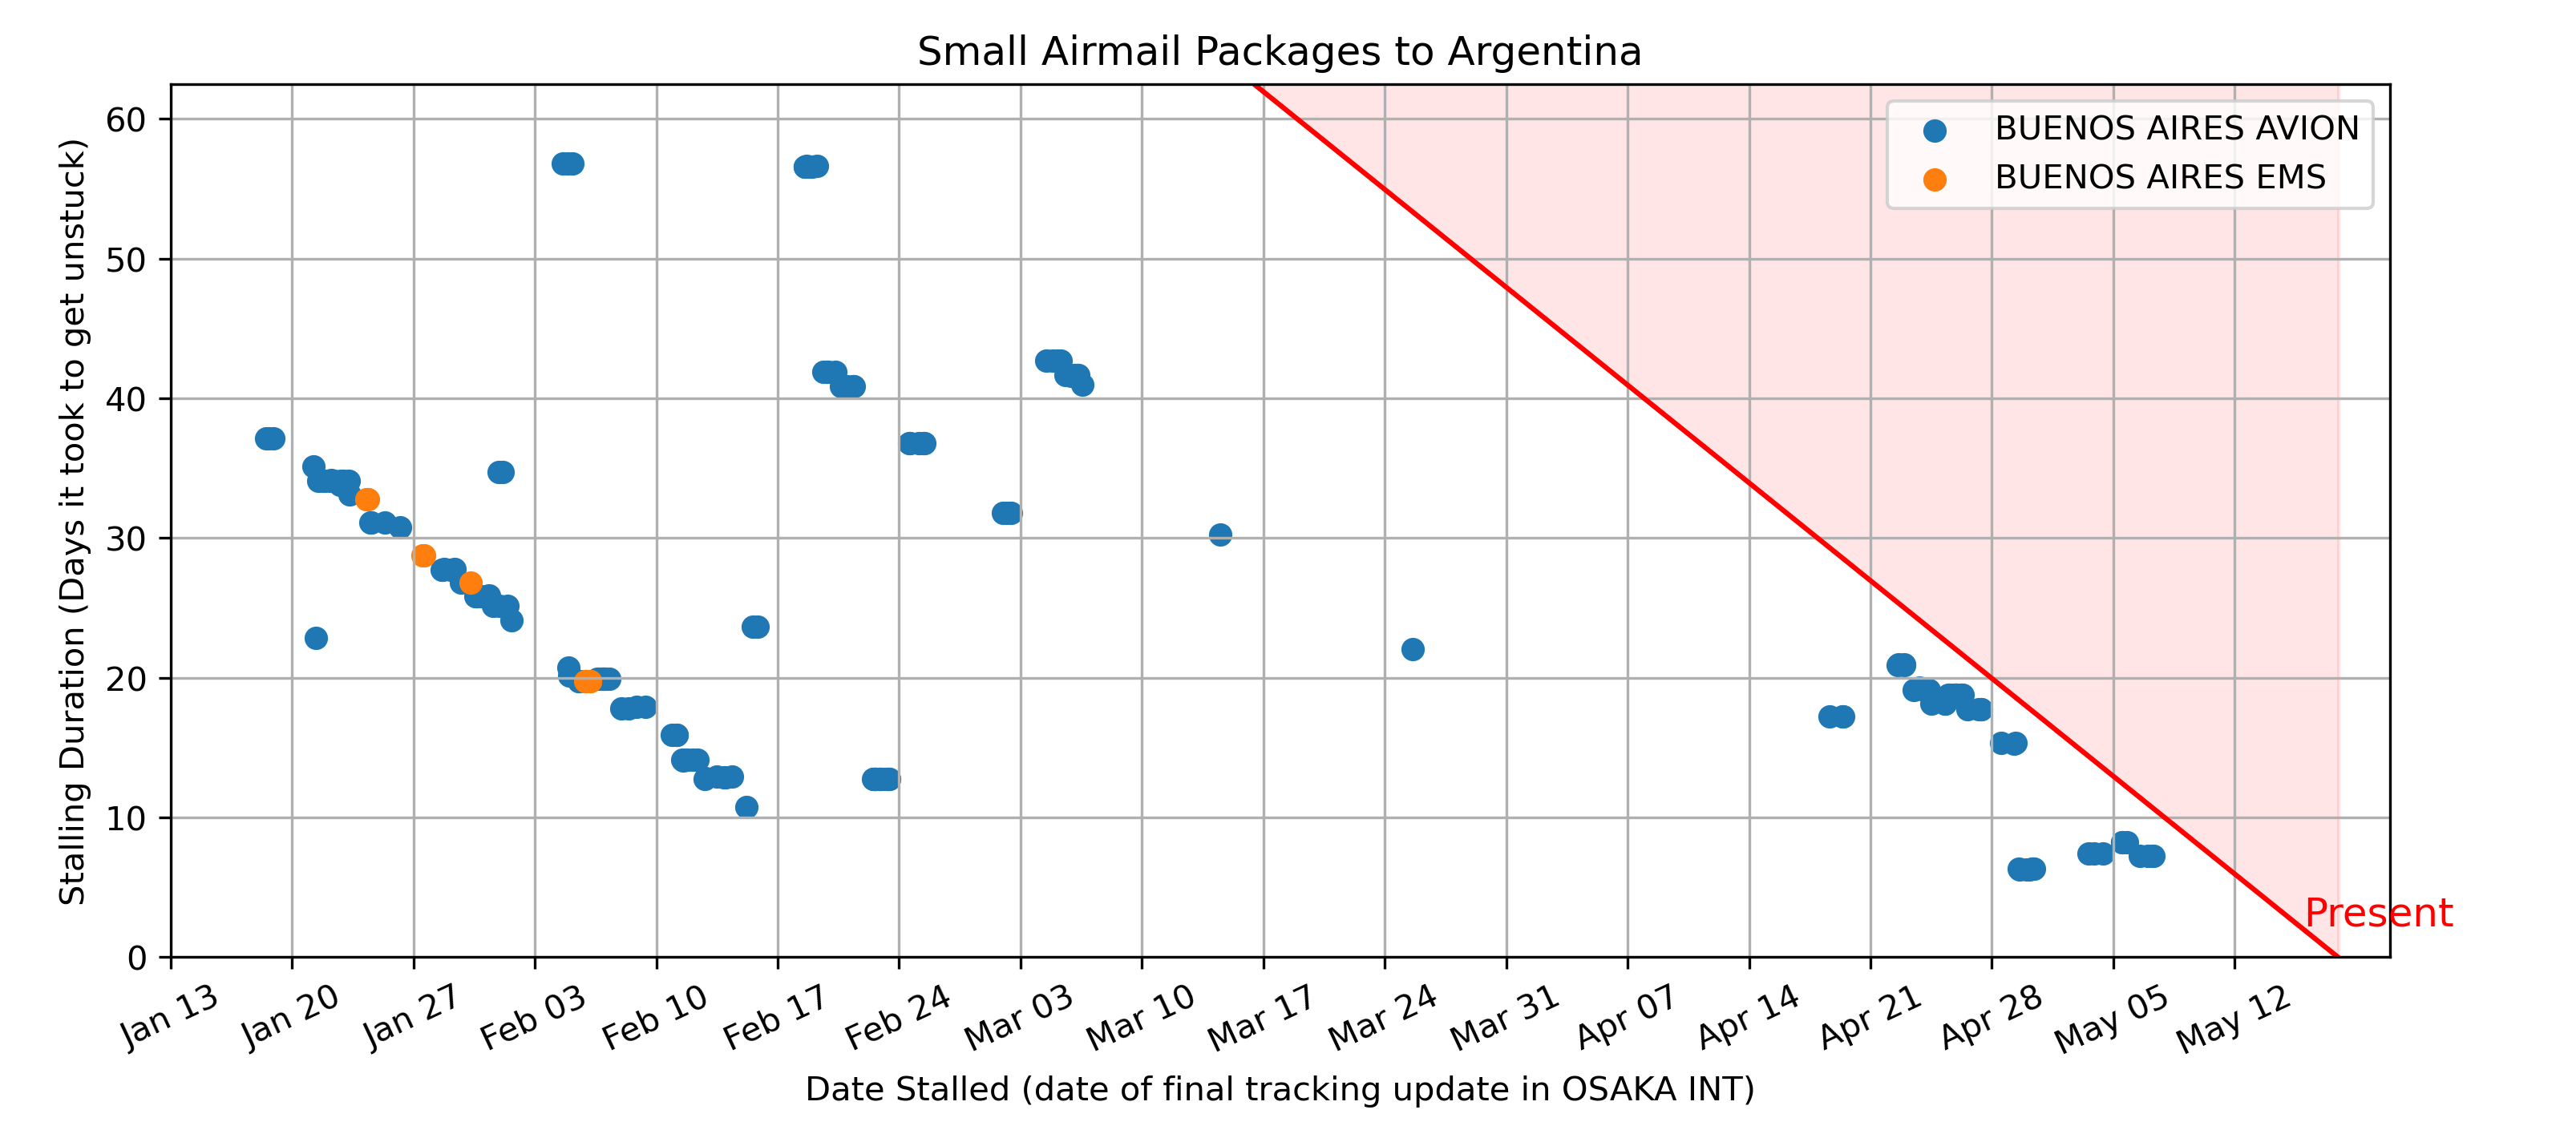 Small Airmail Packages to Argentina
BUENOS AIRES AVION
BUENOS AIRES EMS
Stalling Duration (Days it took to get unstuck)
60
50
40
30
20
10
0
Present
Jan 13
Jan 20
Jan 27
Feb 03
Feb 10
Feb 17
Feb 24
Mar 03
Mar 10
Mar 17
Mar 24
Mar 31
Apr 07
Apr 14
Apr 21
Apr 28
May 05
May 12
Date Stalled (date of final tracking update in OSAKA INT)